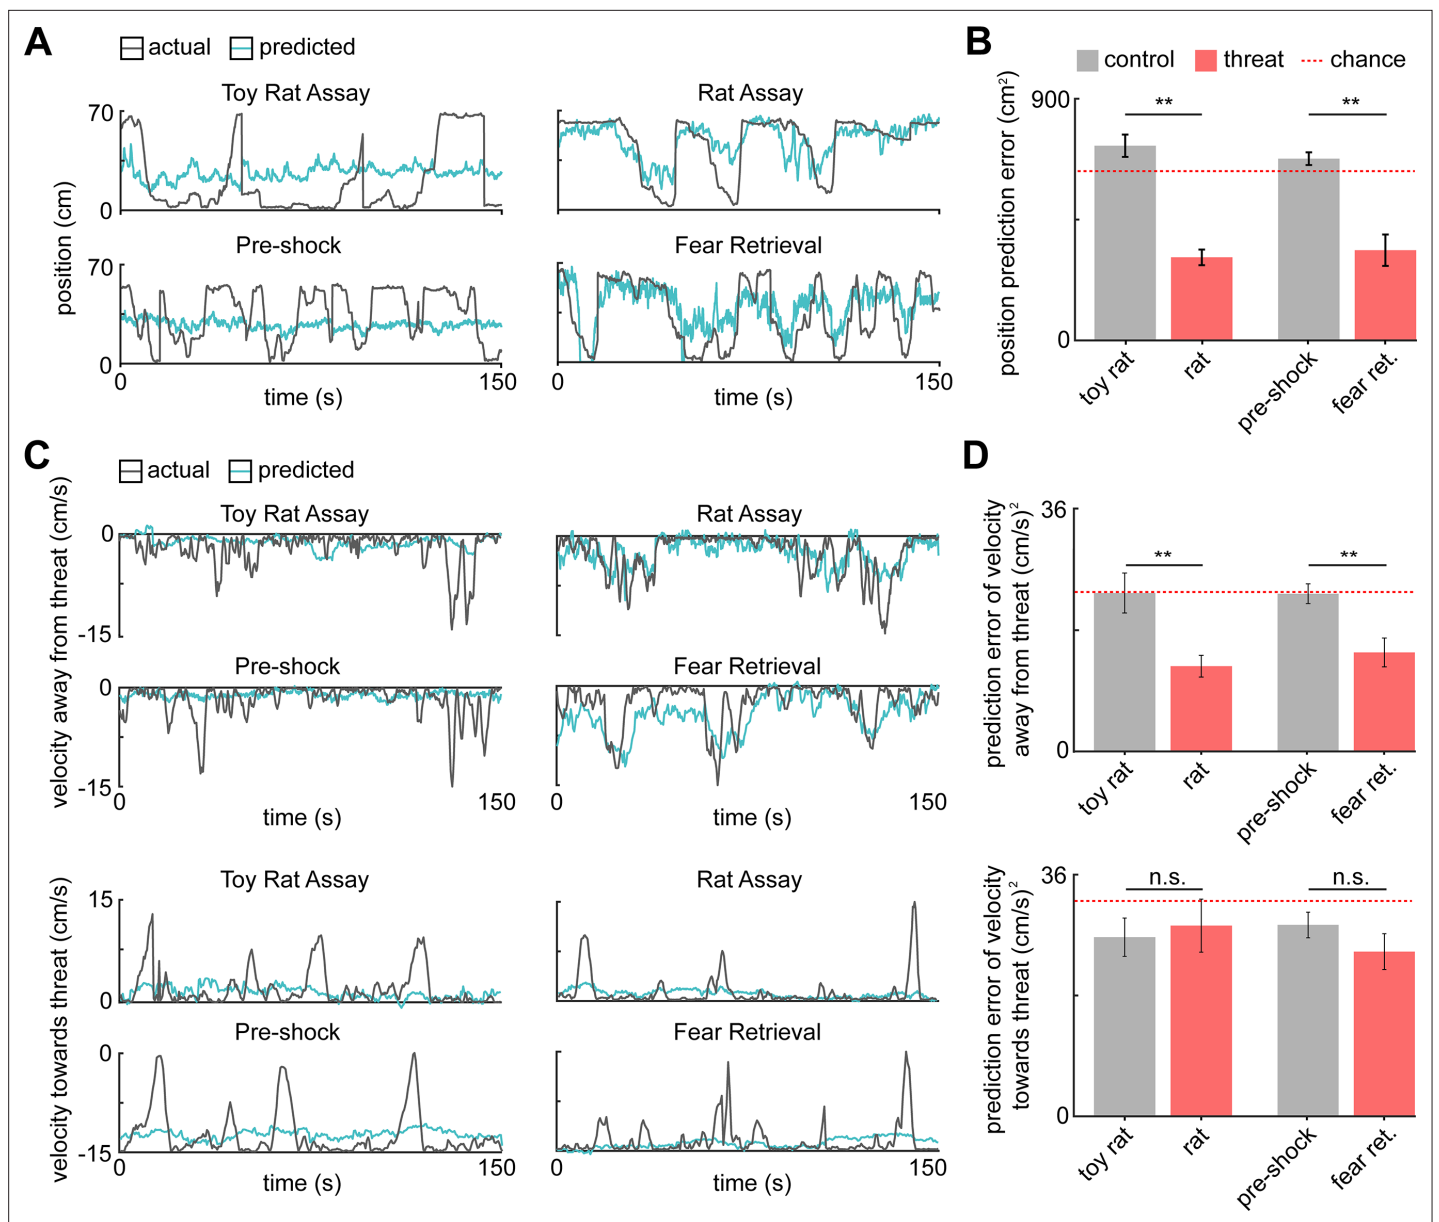 A
actual predicted
Toy Rat Assay
Rat Assay
70
0
position (cm)
Pre-shock
Fear Retrieval
70
0
0 150
0 150
time (s)
time (s)
B
control threat chance
position prediction error (cm²)
900
0
** **
toy rat
rat
pre-shock
fear ret.
C
actual predicted
velocity away from threat (cm/s)
Toy Rat Assay
Rat Assay
0
-15
Pre-shock
Fear Retrieval
0
-15
0 150
0 150
time (s)
time (s)
velocity towards threat (cm/s)
Toy Rat Assay
Rat Assay
15
0
Pre-shock
Fear Retrieval
0
-15
0 150
0 150
time (s)
time (s)
D
prediction error of velocity
away from threat (cm/s)²
36
0
** **
toy rat
rat
pre-shock
fear ret.
prediction error of velocity
towards threat (cm/s)²
36
0
n.s. n.s.
toy rat
rat
pre-shock
fear ret.